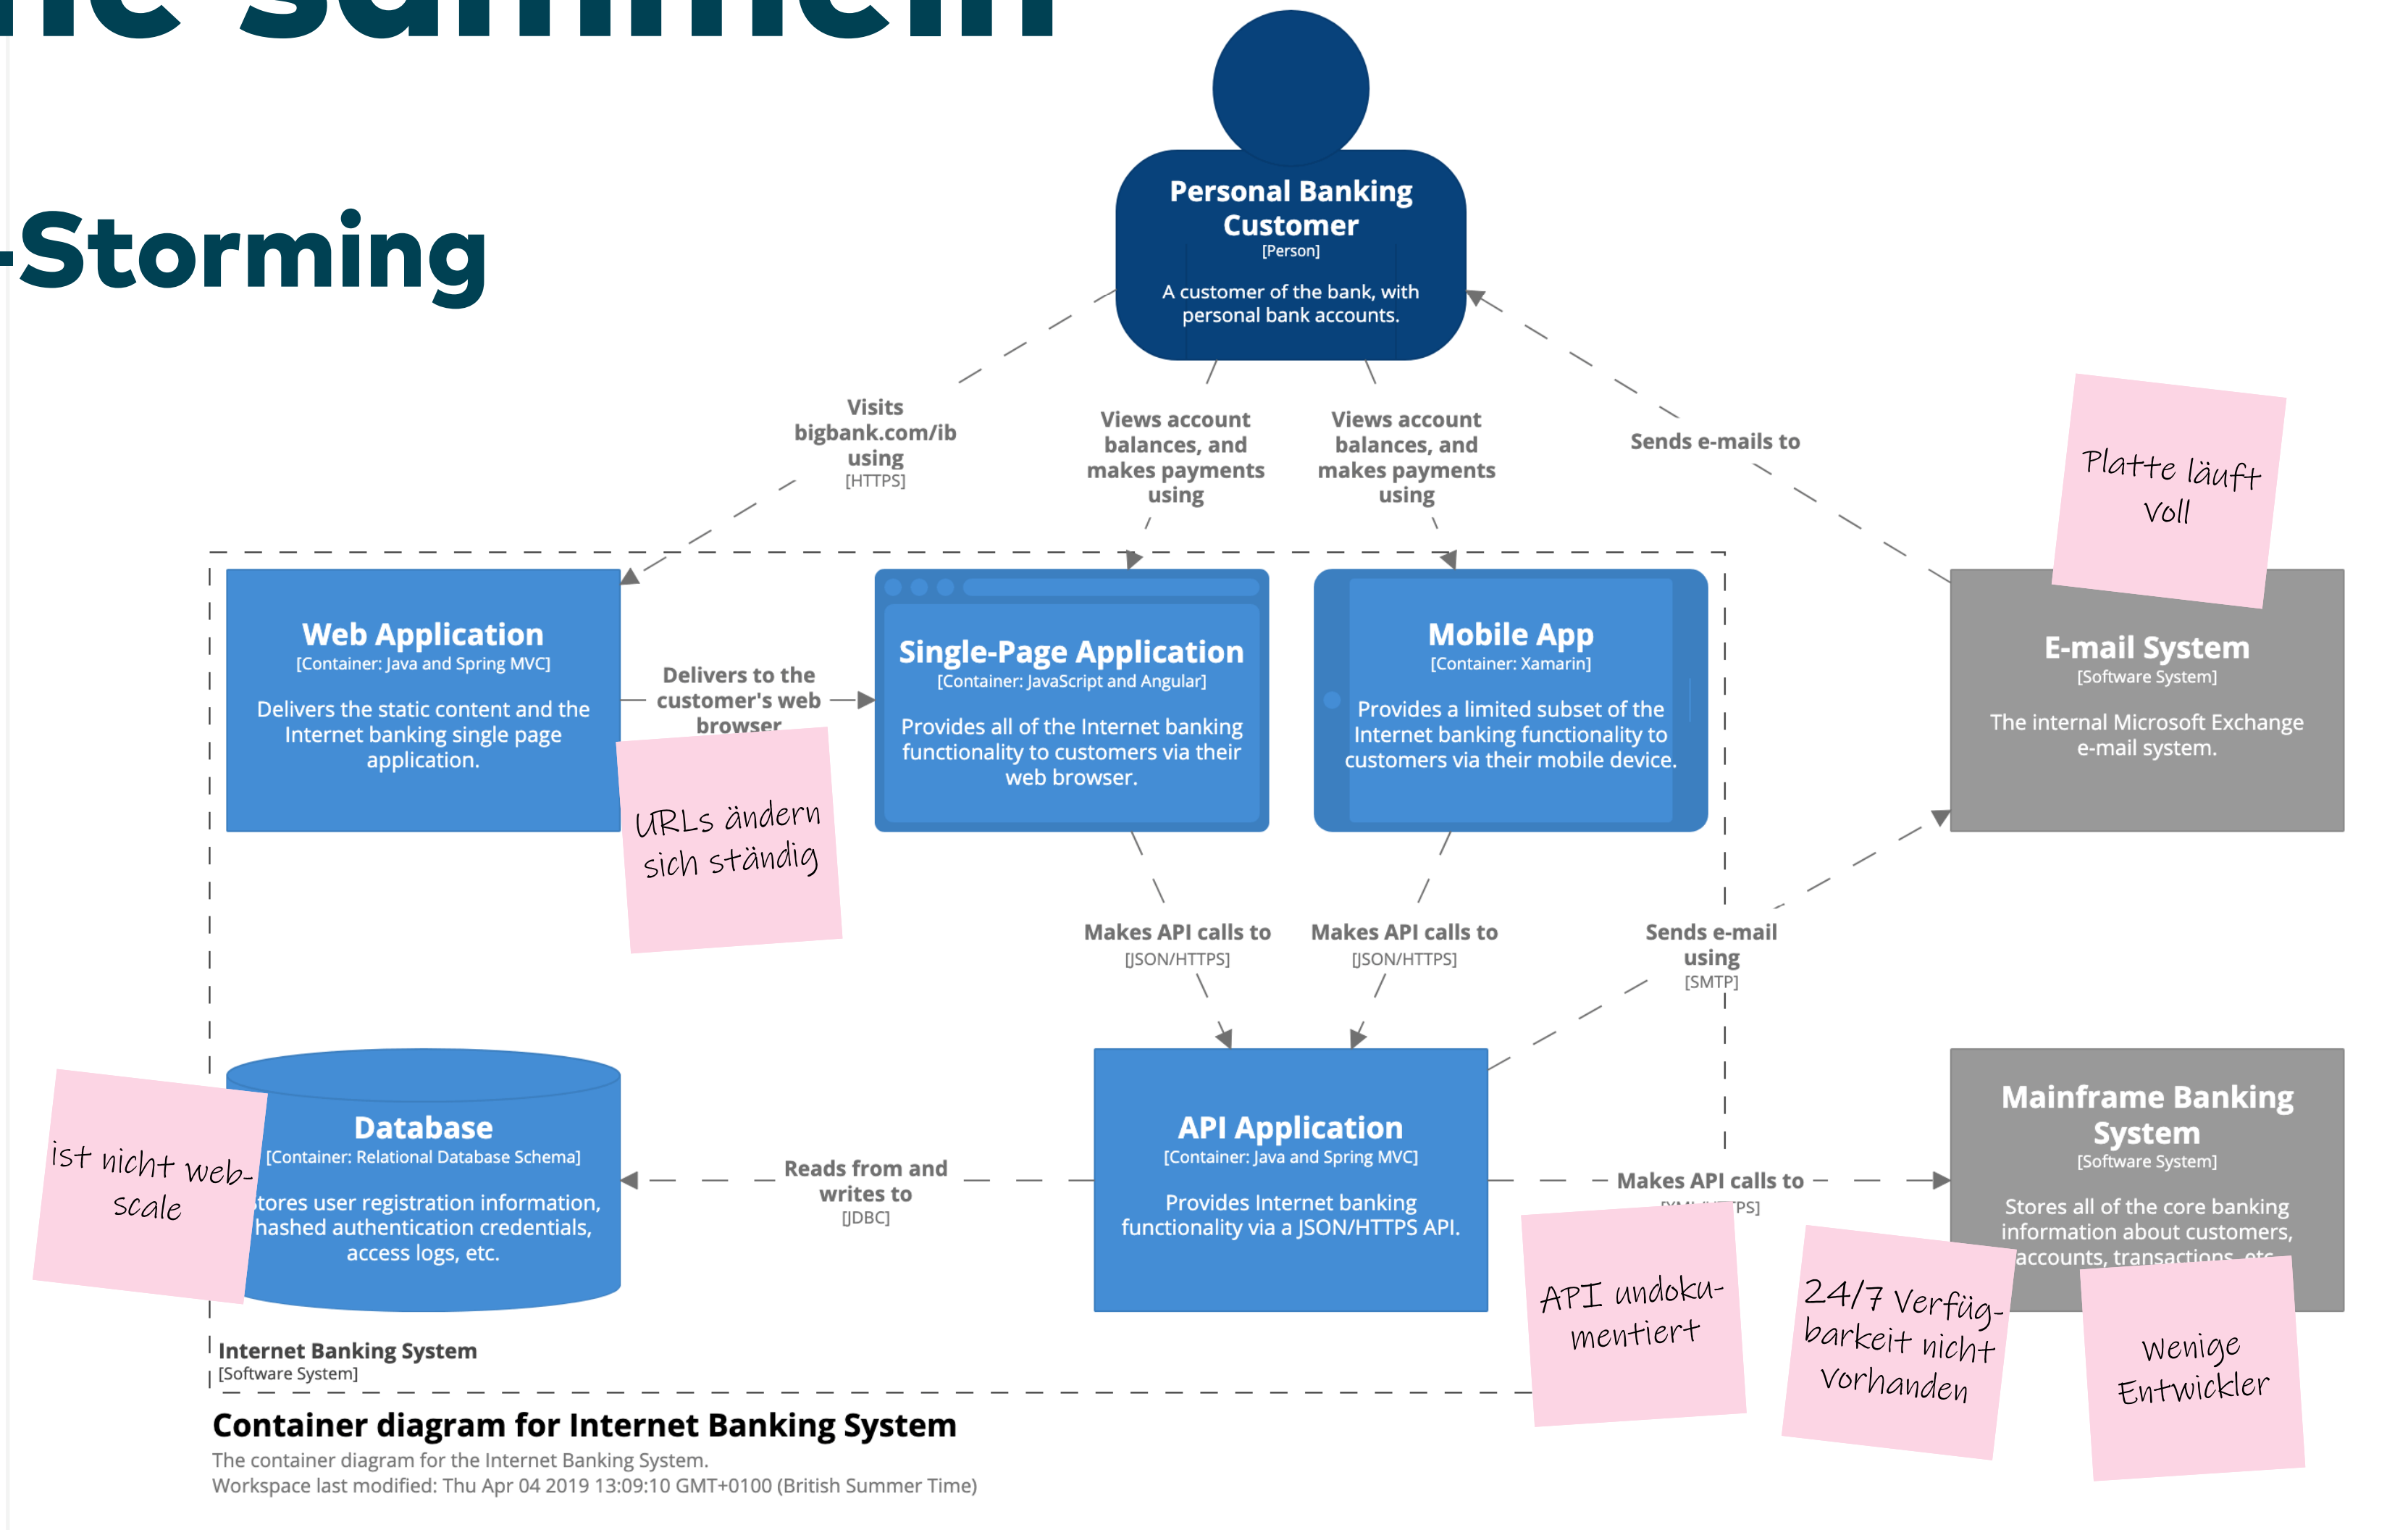 -Storming
Personal Banking
Customer
[Person]
A customer of the bank, with
personal bank accounts.
Visits
bigbank.com/ib
using
[HTTPS]
Views account
balances, and
makes payments
using
Views account
balances, and
makes payments
using
Sends e-mails to
Platte läuft
voll
Web Application
[Container: Java and Spring MVC]
Delivers the static content and the
Internet banking single page
application.
Delivers to the
customer's web
browser
URLs ändern
sich ständig
Single-Page Application
[Container: JavaScript and Angular]
Provides all of the Internet banking
functionality to customers via their
web browser.
Mobile App
[Container: Xamarin]
Provides a limited subset of the
Internet banking functionality to
customers via their mobile device.
E-mail System
[Software System]
The internal Microsoft Exchange
e-mail system.
Makes API calls to
[JSON/HTTPS]
Makes API calls to
[JSON/HTTPS]
Sends e-mail
using
[SMTP]
ist nicht web-
scale
Database
[Container: Relational Database Schema]
stores user registration information,
hashed authentication credentials,
access logs, etc.
Reads from and
writes to
[JDBC]
API Application
[Container: Java and Spring MVC]
Provides Internet banking
functionality via a JSON/HTTPS API.
Makes API calls to
Mainframe Banking
System
[Software System]
Stores all of the core banking
information about customers,
accounts, transactions, etc.
API undoku-
mentiert
24/7 Verfüg-
barkeit nicht
vorhanden
Wenige
Entwickler
Internet Banking System
[Software System]
Container diagram for Internet Banking System
The container diagram for the Internet Banking System.
Workspace last modified: Thu Apr 04 2019 13:09:10 GMT+0100 (British Summer Time)